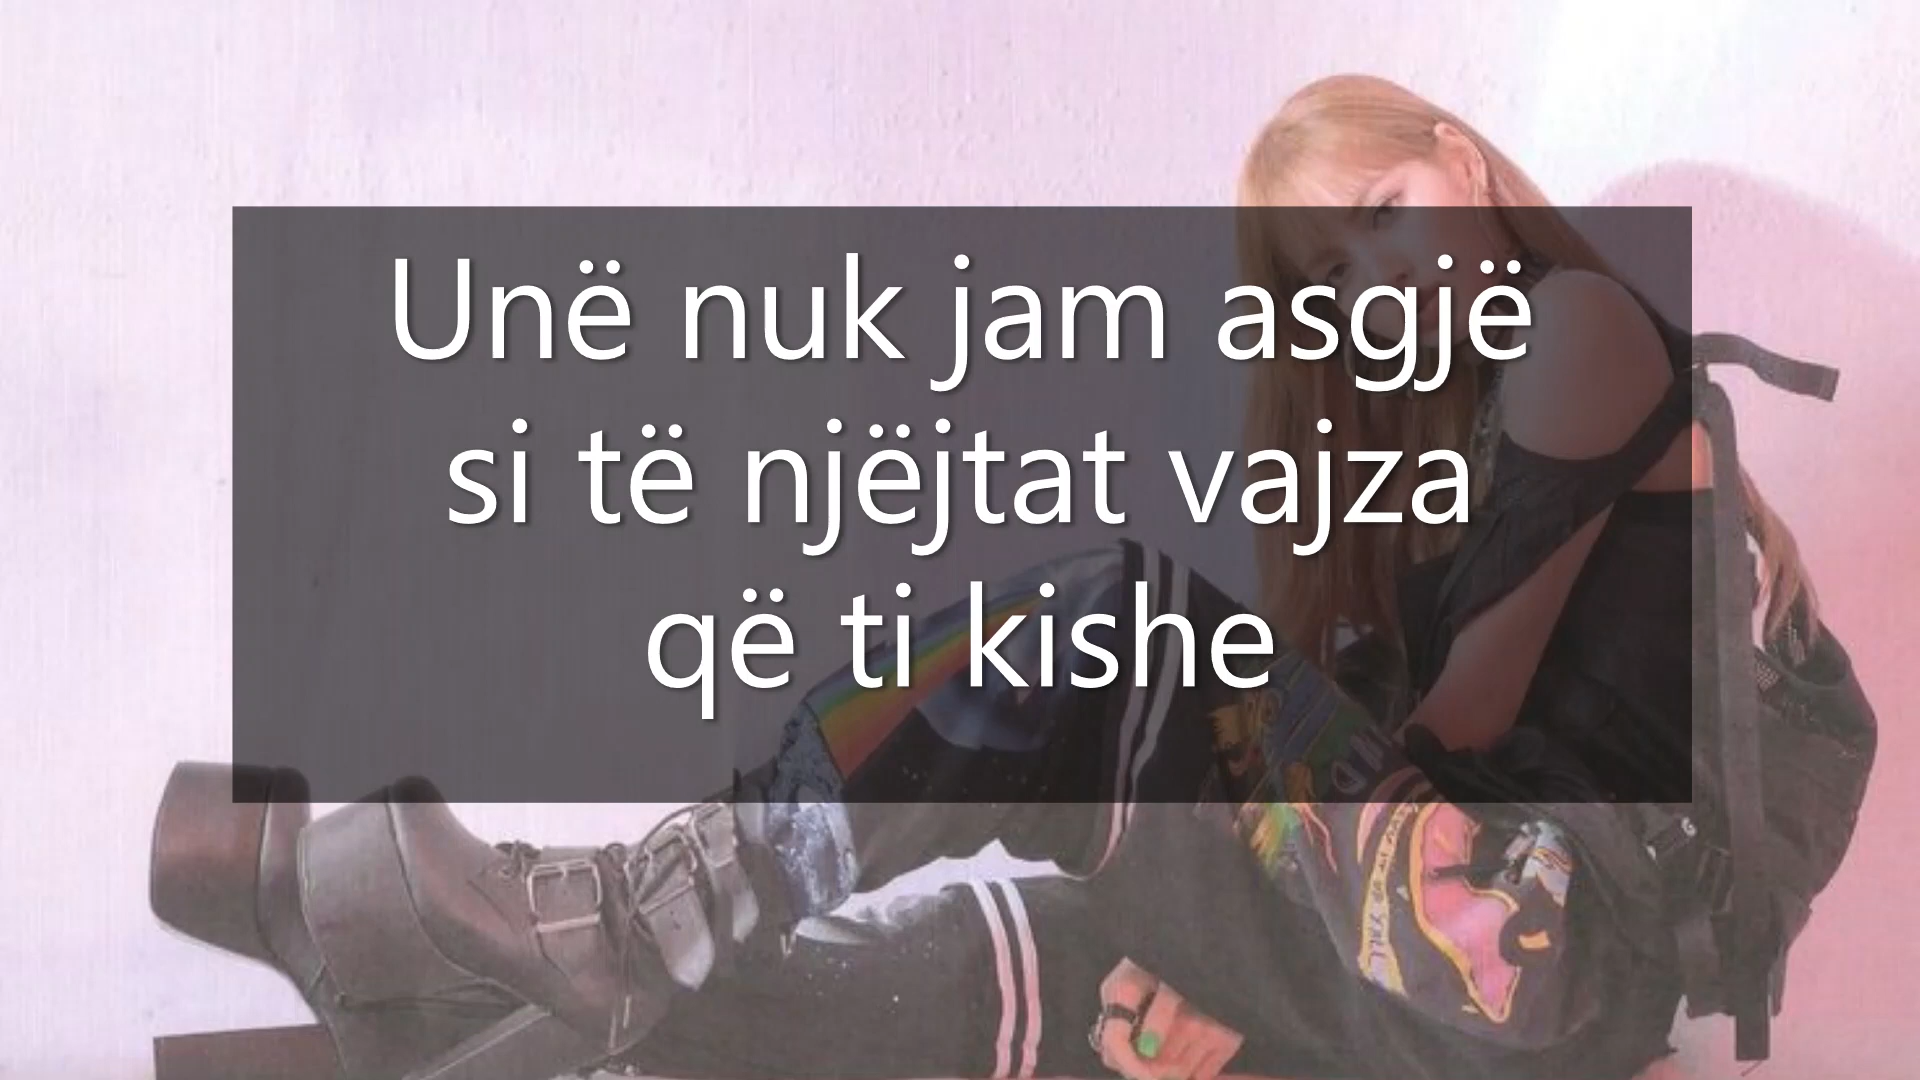 Unë nuk jam asgjë
si të njëjtat vajza
që ti kishe